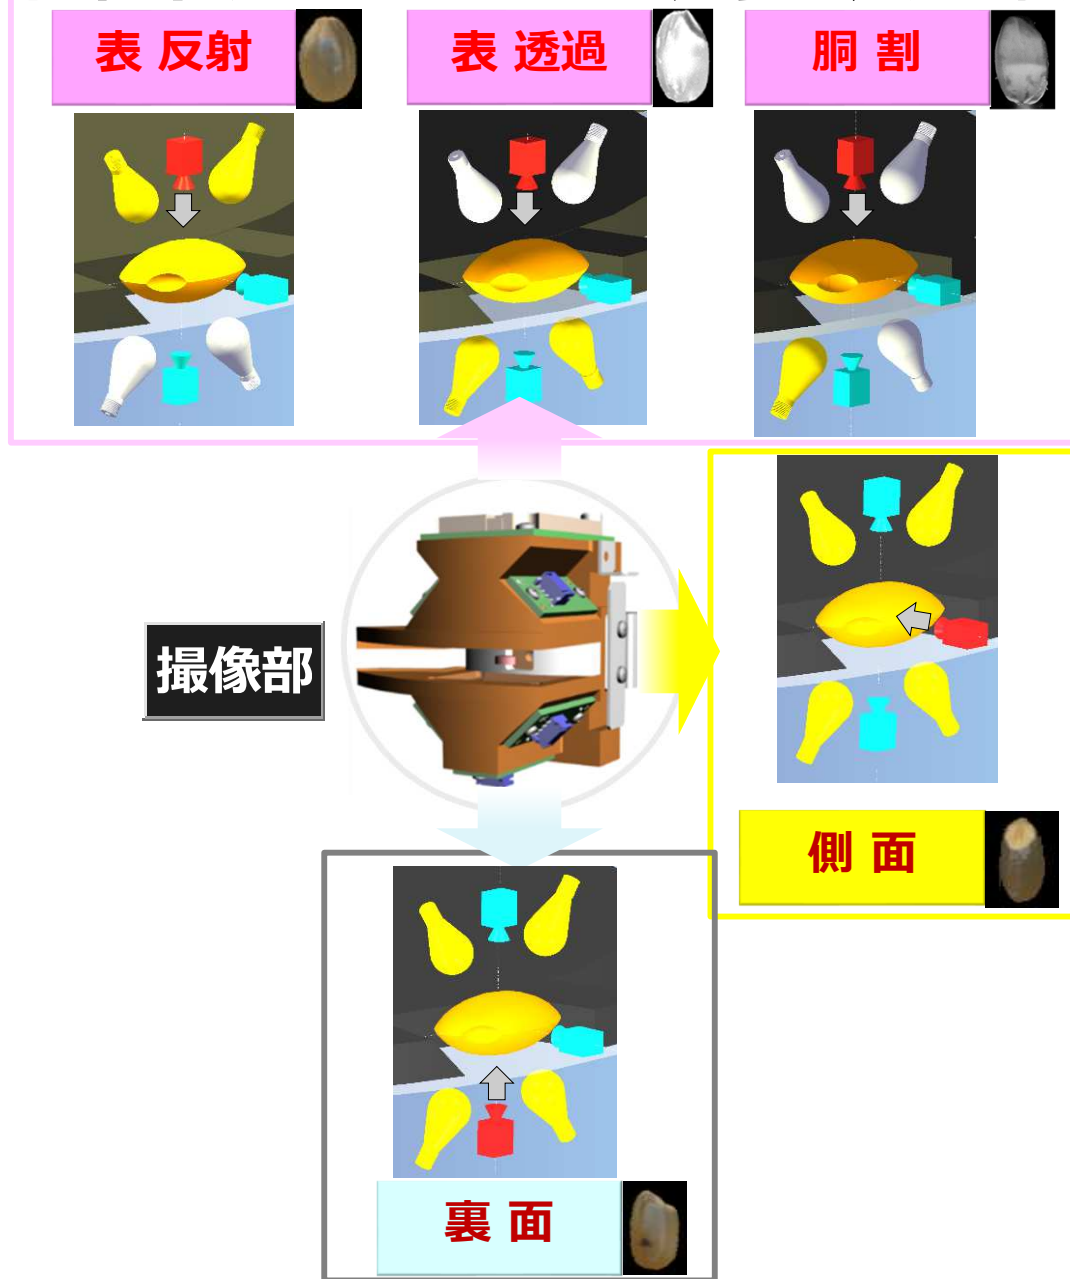 表 反射
表 透過
胴 割
撮像部
側 面
裏 面